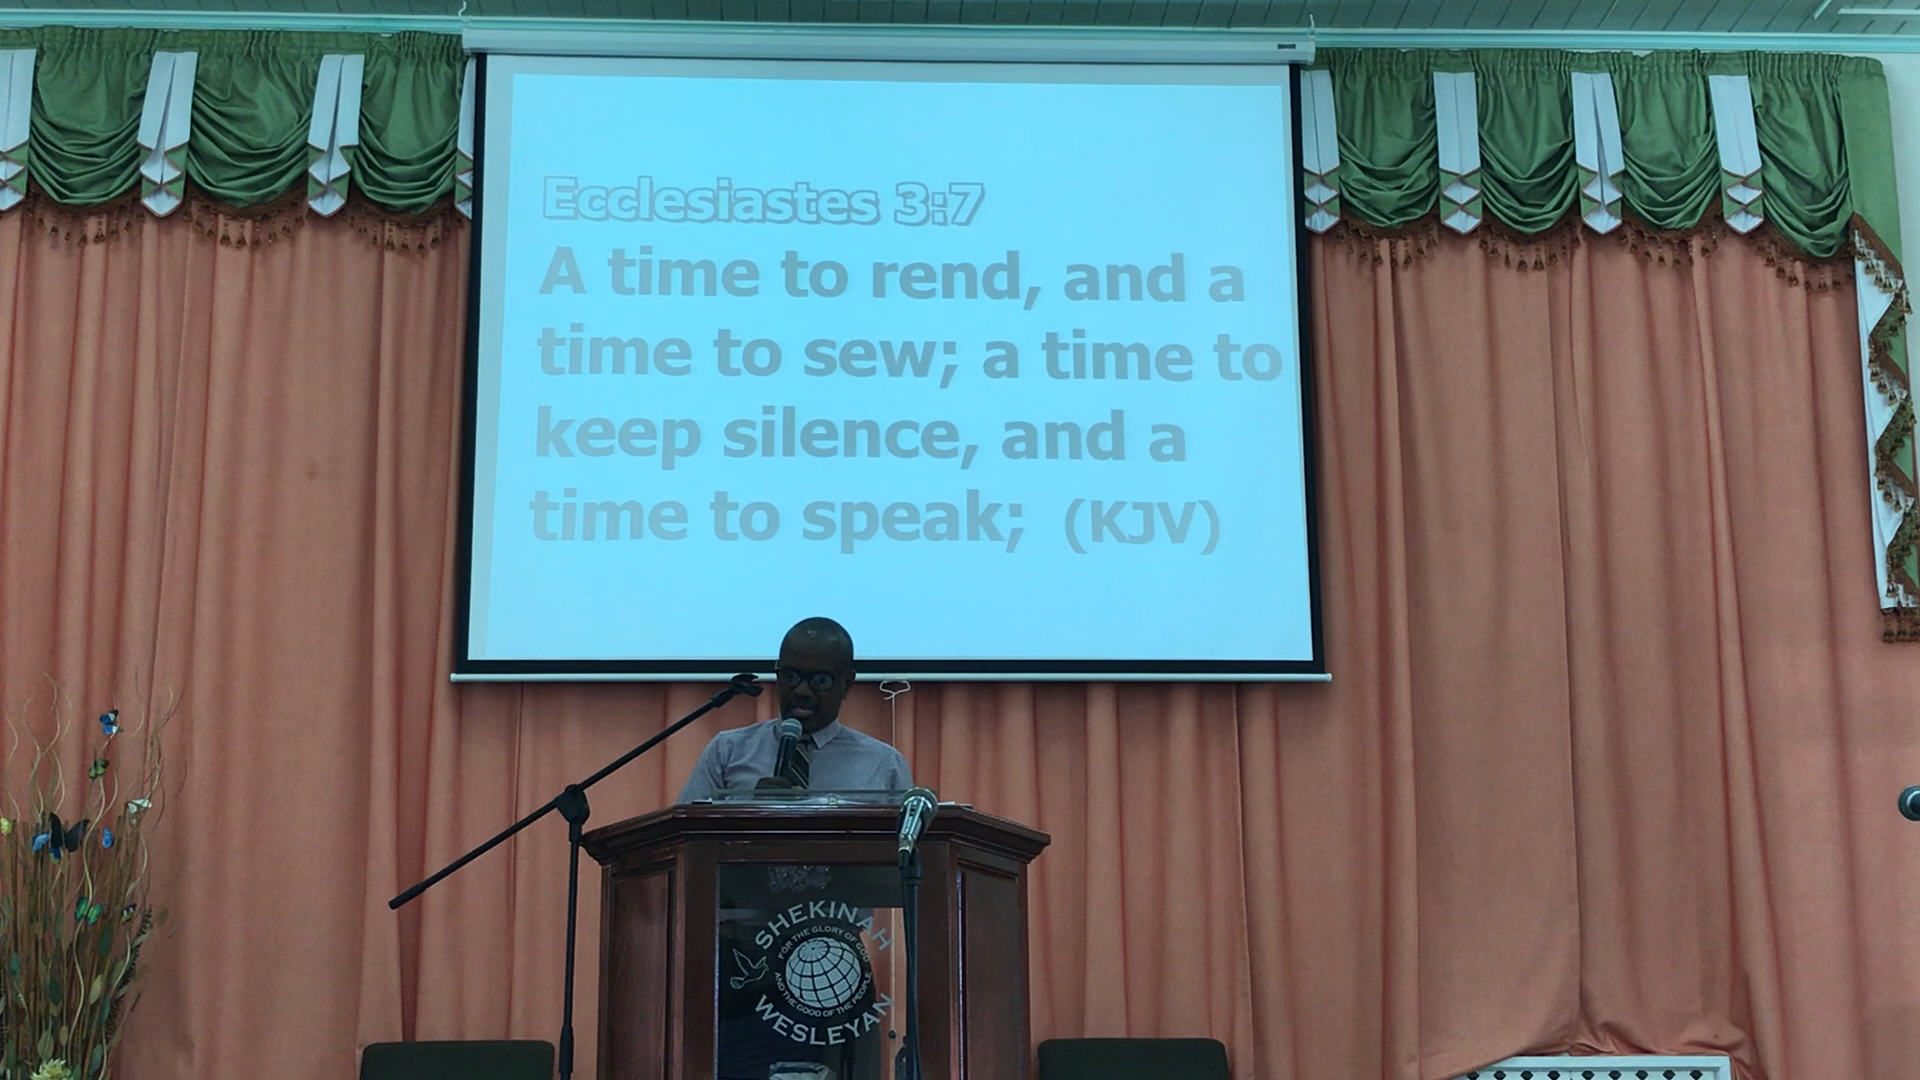 Ecclesiastes 3:7
A time to rend, and a
time to sew; a time to
keep silence, and a
time to speak; (KJV)
SHEKINAH
FOR THE GLORY OF GOD
AND THE GOOD OF THE PEOPLE
WESLEYAN